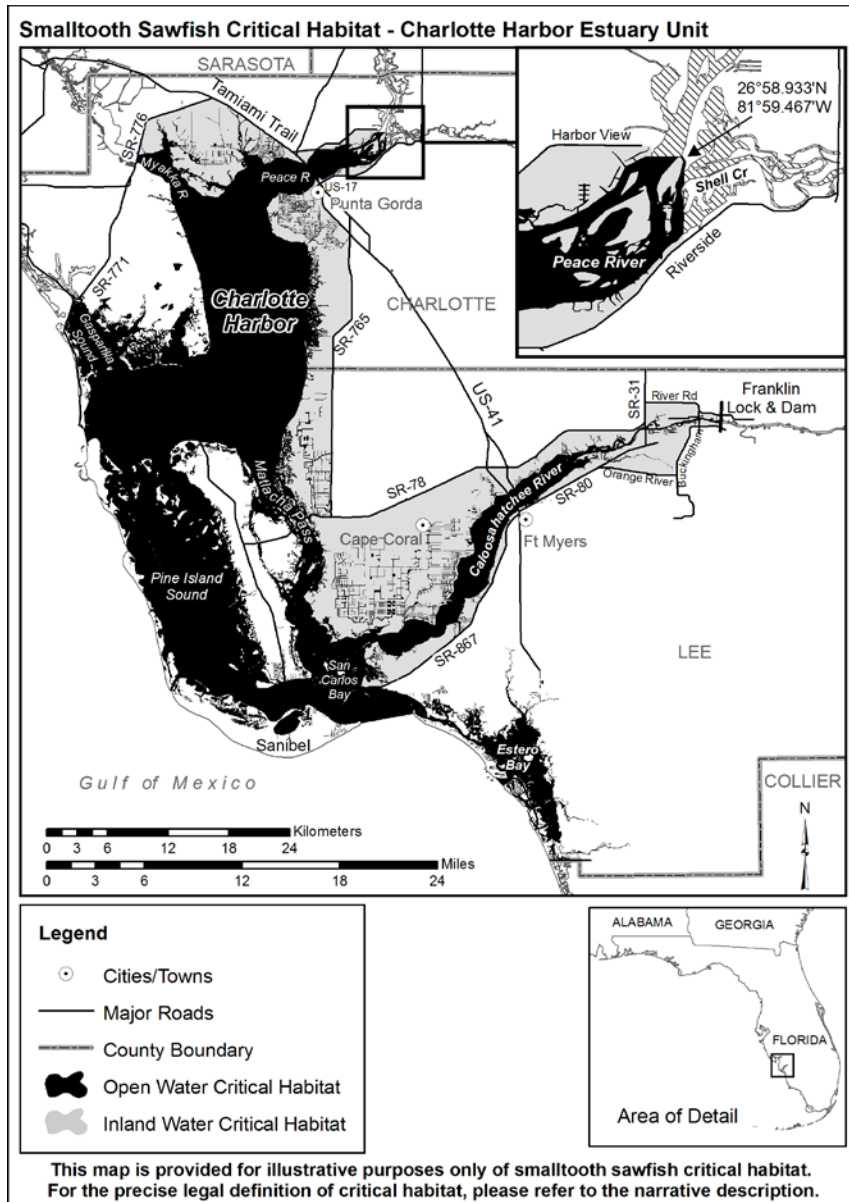 Smalltooth Sawfish Critical Habitat - Charlotte Harbor Estuary Unit
SARASOTA
Tamiami Trail
SR-776
Myakka R
Peace R
US-17
Punta Gorda
26°58.933'N
81°59.467'W
Harbor View
Shell Cr
Peace River
Riverside
SR-771
Gasparilla
Sound
Charlotte
Harbor
CHARLOTTE
SR-765
US-41
SR-31
River Rd
Franklin
Lock & Dam
Buckingham
Orange River
SR-80
SR-78
Matlacha Pass
Caloosahatchee River
Cape Coral
Ft Myers
Pine Island
Sound
SR-867
LEE
San
Carlos
Bay
Sanibel
Estero
Bay
Gulf of Mexico
COLLIER
N
Kilometers
0 3 6 12 18 24
Miles
0 3 6 12 18 24
Legend
Cities/Towns
Major Roads
County Boundary
Open Water Critical Habitat
Inland Water Critical Habitat
ALABAMA
GEORGIA
FLORIDA
Area of Detail
This map is provided for illustrative purposes only of smalltooth sawfish critical habitat.
For the precise legal definition of critical habitat, please refer to the narrative description.